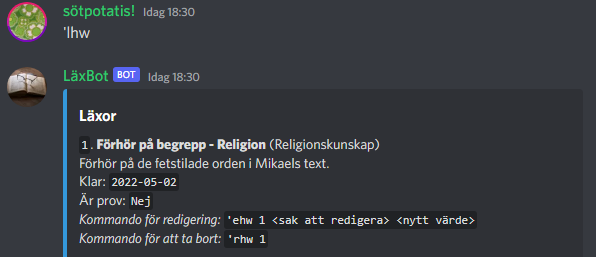 sötpotatis! Idag 18:30
'lhw
LäxBot BOT Idag 18:30
Läxor
1. Förhör på begrepp - Religion (Religionskunskap)
Förhör på de fetstilade orden i Mikaels text.
Klar: 2022-05-02
Är prov: Nej
Kommando för redigering: 'ehw 1 <sak att redigera> <nytt värde>
Kommando för att ta bort: 'rhw 1